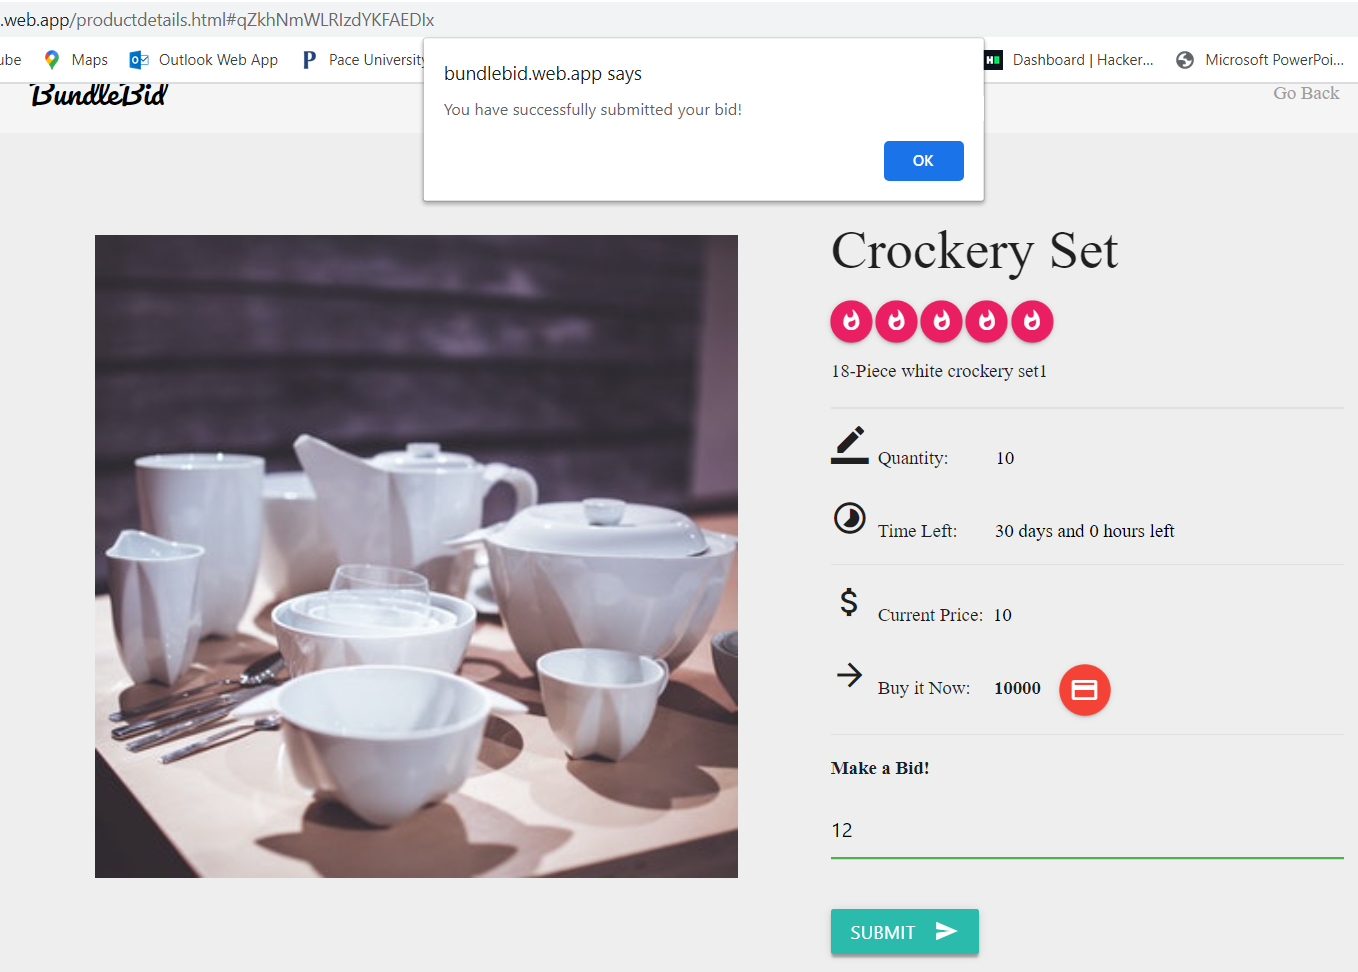 .web.app/productdetails.html#qZkhNmWLRIzdYKFAEDIx
ube Maps Outlook Web App Pace University Dashboard | Hacker... Microsoft PowerPoi...
bundlebid.web.app says
You have successfully submitted your bid!
OK
BundleBid
Go Back
Crockery Set
18-Piece white crockery set1
Quantity: 10
Time Left: 30 days and 0 hours left
Current Price: 10
Buy it Now: 10000
Make a Bid!
12
SUBMIT